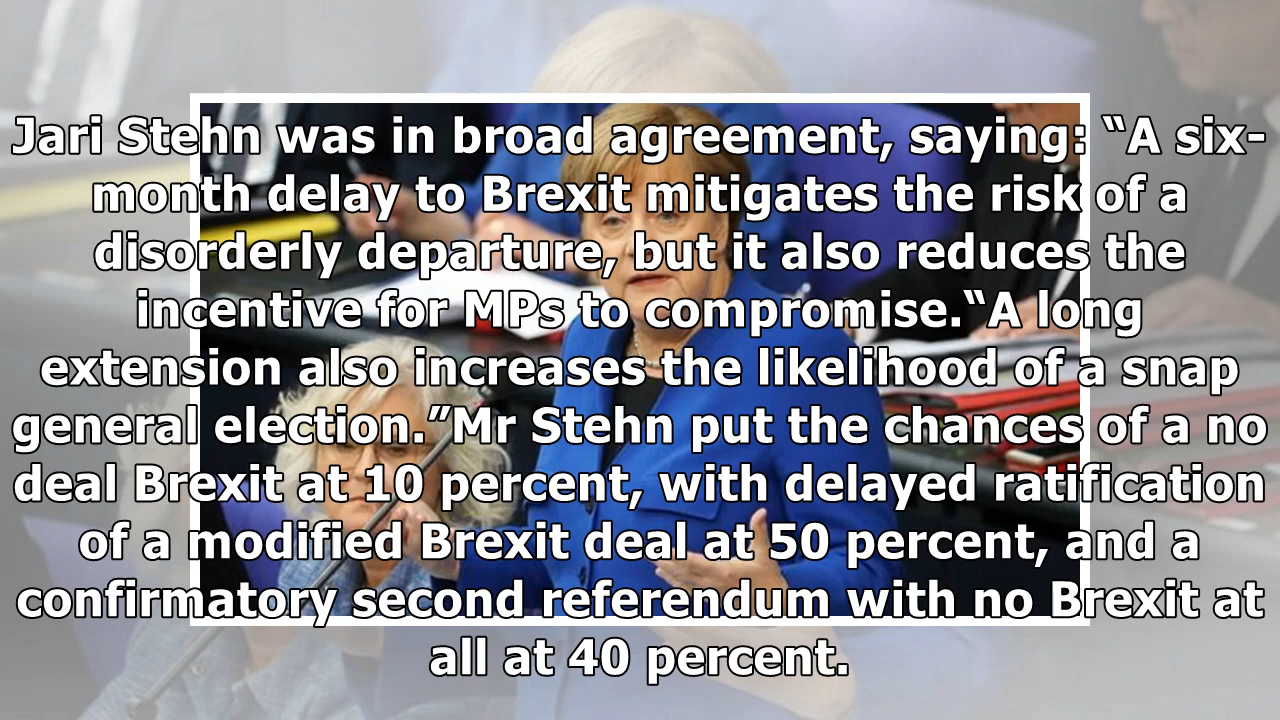 Jari Stehn was in broad agreement, saying: “A six-
month delay to Brexit mitigates the risk of a
disorderly departure, but it also reduces the
incentive for MPs to compromise.“A long
extension also increases the likelihood of a snap
general election.”Mr Stehn put the chances of a no
deal Brexit at 10 percent, with delayed ratification
of a modified Brexit deal at 50 percent, and a
confirmatory second referendum with no Brexit at
all at 40 percent.